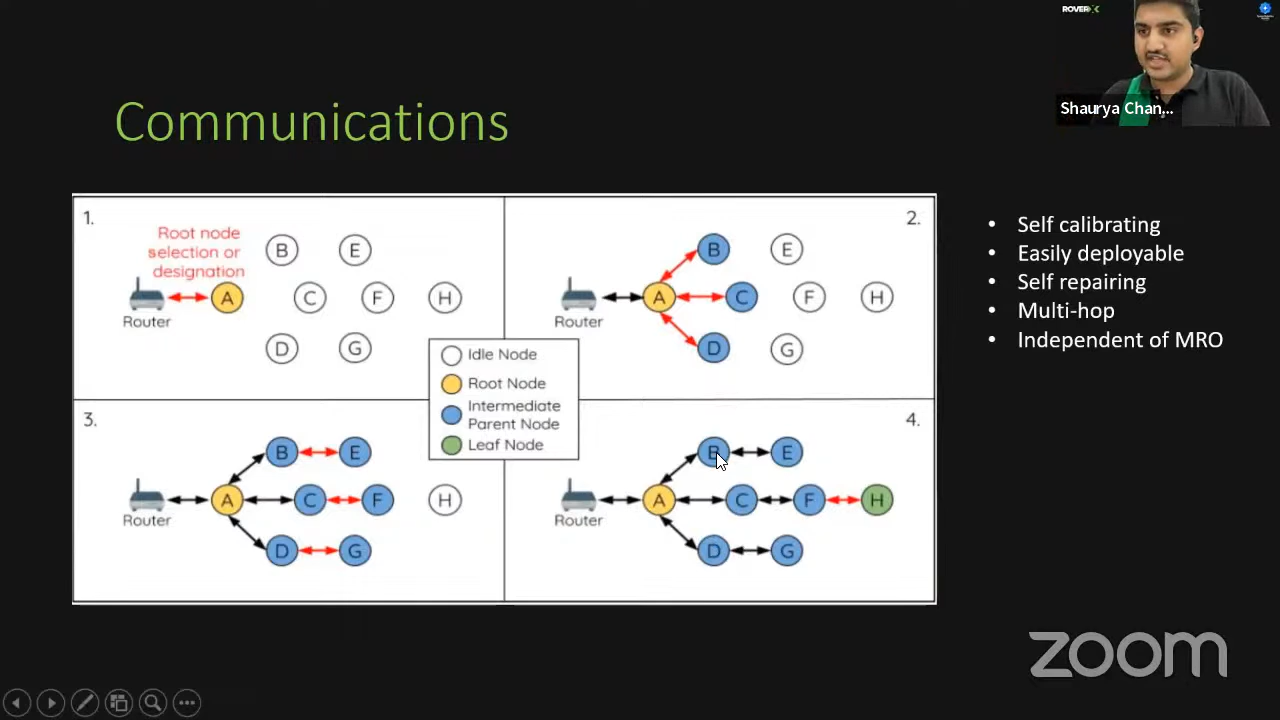 ROVER X
Shaurya Chan...
Communications
1.
Root node
selection or
designation
B
E
A
C
F
H
Router
D
G
2.
B
E
A
C
F
H
Router
D
G
Idle Node
Root Node
Intermediate
Parent Node
Leaf Node
3.
B
E
A
C
F
H
Router
D
G
4.
B
E
A
C
F
H
Router
D
G
• Self calibrating
• Easily deployable
• Self repairing
• Multi-hop
• Independent of MRO
zoom